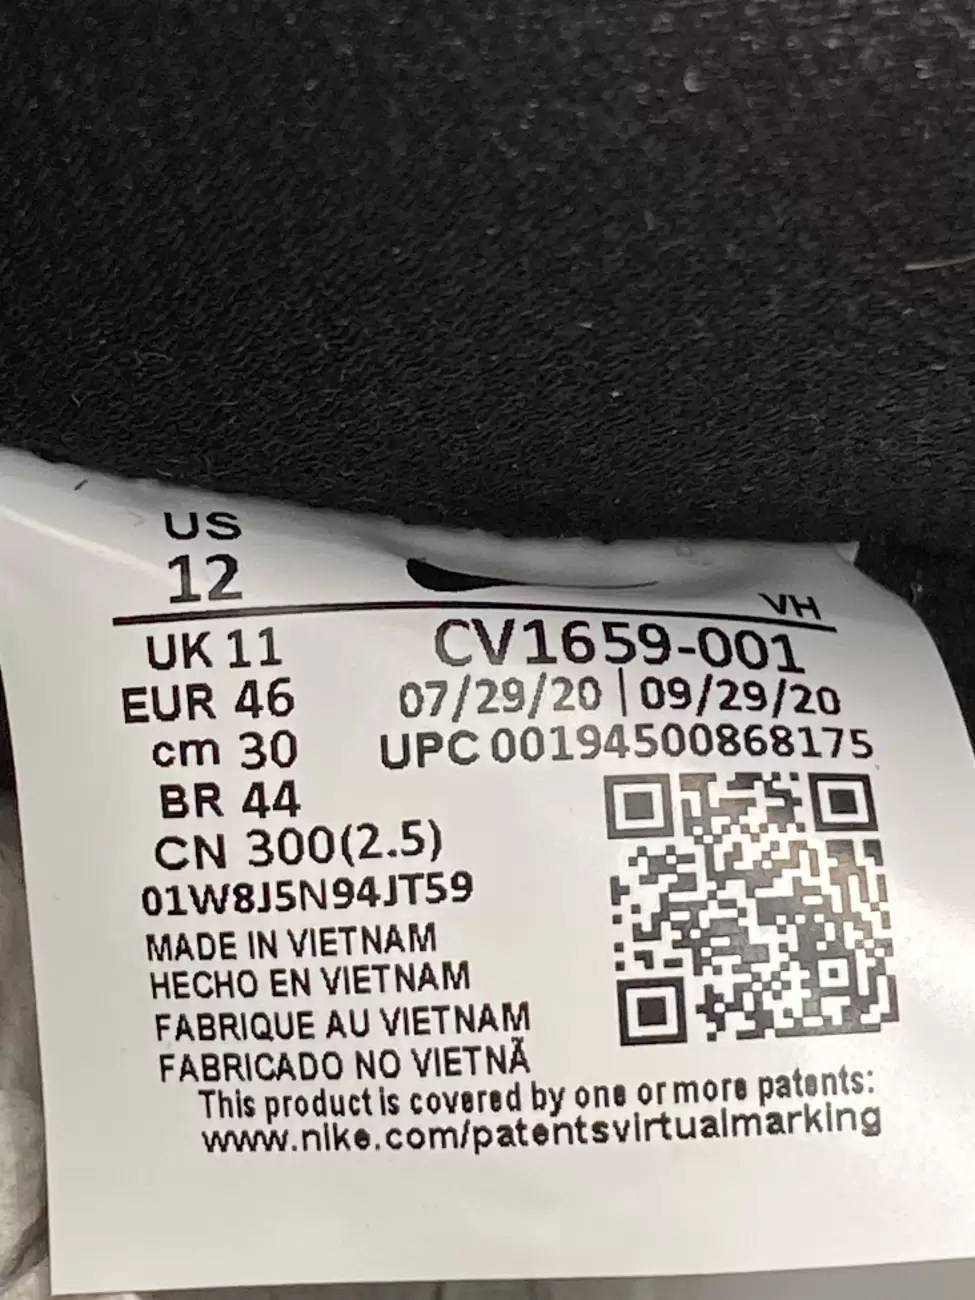 US
12
VH
UK 11
CV1659-001
EUR 46
07/29/20 | 09/29/20
cm 30
UPC 00194500868175
BR 44
CN 300(2.5)
01W8J5N94JT59
MADE IN VIETNAM
HECHO EN VIETNAM
FABRIQUE AU VIETNAM
FABRICADO NO VIETNÃ
This product is covered by one or more patents:
www.nike.com/patentsvirtualmarking